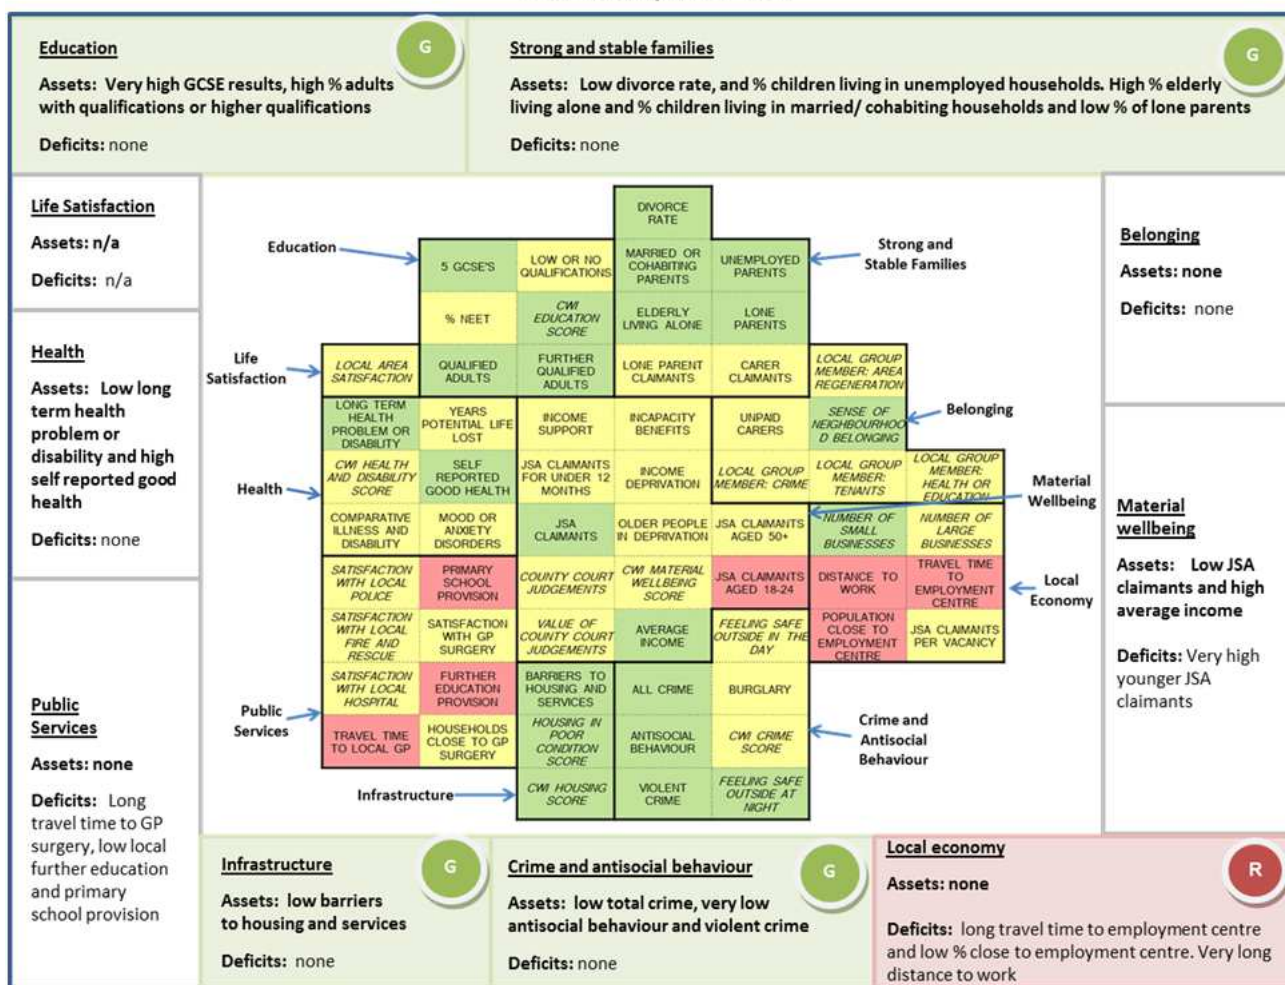 Education
G
Assets: Very high GCSE results, high % adults
with qualifications or higher qualifications
Deficits: none
Strong and stable families
G
Assets: Low divorce rate, and % children living in unemployed households. High % elderly
living alone and % children living in married/ cohabiting households and low % of lone parents
Deficits: none
Life Satisfaction
Assets: n/a
Deficits: n/a
Health
Assets: Low long
term health
problem or
disability and high
self reported good
health
Deficits: none
Public
Services
Assets: none
Deficits: Long
travel time to GP
surgery, low local
further education
and primary
school provision
Education
Strong and
Stable Families
Life
Satisfaction
Belonging
Health
Material
Wellbeing
Local
Economy
Public
Services
Crime and
Antisocial
Behaviour
Infrastructure
DIVORCE
RATE
5 GCSE'S
LOW OR NO
QUALIFICATIONS
MARRIED OR
COHABITING
PARENTS
UNEMPLOYED
PARENTS
% NEET
CWI
EDUCATION
SCORE
ELDERLY
LIVING ALONE
LONE
PARENTS
LOCAL AREA
SATISFACTION
QUALIFIED
ADULTS
FURTHER
QUALIFIED
ADULTS
LONE PARENT
CLAIMANTS
CARER
CLAIMANTS
LOCAL GROUP
MEMBER: AREA
REGENERATION
LONG TERM
HEALTH
PROBLEM OR
DISABILITY
YEARS
POTENTIAL LIFE
LOST
INCOME
SUPPORT
INCAPACITY
BENEFITS
UNPAID
CARERS
SENSE OF
NEIGHBOURHOO
D BELONGING
CWI HEALTH
AND DISABILITY
SCORE
SELF
REPORTED
GOOD HEALTH
JSA CLAIMANTS
FOR UNDER 12
MONTHS
INCOME
DEPRIVATION
LOCAL GROUP
MEMBER: CRIME
LOCAL GROUP
MEMBER:
TENANTS
LOCAL GROUP
MEMBER:
HEALTH OR
EDUCATION
COMPARATIVE
ILLNESS AND
DISABILITY
MOOD OR
ANXIETY
DISORDERS
JSA
CLAIMANTS
OLDER PEOPLE
IN DEPRIVATION
JSA CLAIMANTS
AGED 50+
NUMBER OF
SMALL
BUSINESSES
NUMBER OF
LARGE
BUSINESSES
SATISFACTION
WITH LOCAL
POLICE
PRIMARY
SCHOOL
PROVISION
COUNTY COURT
JUDGEMENTS
CWI MATERIAL
WELLBEING
SCORE
JSA CLAIMANTS
AGED 18-24
DISTANCE TO
WORK
TRAVEL TIME
TO
EMPLOYMENT
CENTRE
SATISFACTION
WITH LOCAL
FIRE AND
RESCUE
SATISFACTION
WITH GP
SURGERY
VALUE OF
COUNTY COURT
JUDGEMENTS
AVERAGE
INCOME
FEELING SAFE
OUTSIDE IN THE
DAY
POPULATION
CLOSE TO
EMPLOYMENT
CENTRE
JSA CLAIMANTS
PER VACANCY
SATISFACTION
WITH LOCAL
HOSPITAL
FURTHER
EDUCATION
PROVISION
BARRIERS TO
HOUSING AND
SERVICES
ALL CRIME
BURGLARY
TRAVEL TIME
TO LOCAL GP
HOUSEHOLDS
CLOSE TO GP
SURGERY
HOUSING IN
POOR
CONDITION
SCORE
ANTISOCIAL
BEHAVIOUR
CWI CRIME
SCORE
CWI HOUSING
SCORE
VIOLENT
CRIME
FEELING SAFE
OUTSIDE AT
NIGHT
Belonging
Assets: none
Deficits: none
Material
wellbeing
Assets: Low JSA
claimants and high
average income
Deficits: Very high
younger JSA
claimants
Infrastructure
G
Assets: low barriers
to housing and services
Deficits: none
Crime and antisocial behaviour
G
Assets: low total crime, very low
antisocial behaviour and violent crime
Deficits: none
Local economy
R
Assets: none
Deficits: long travel time to employment centre
and low % close to employment centre. Very long
distance to work